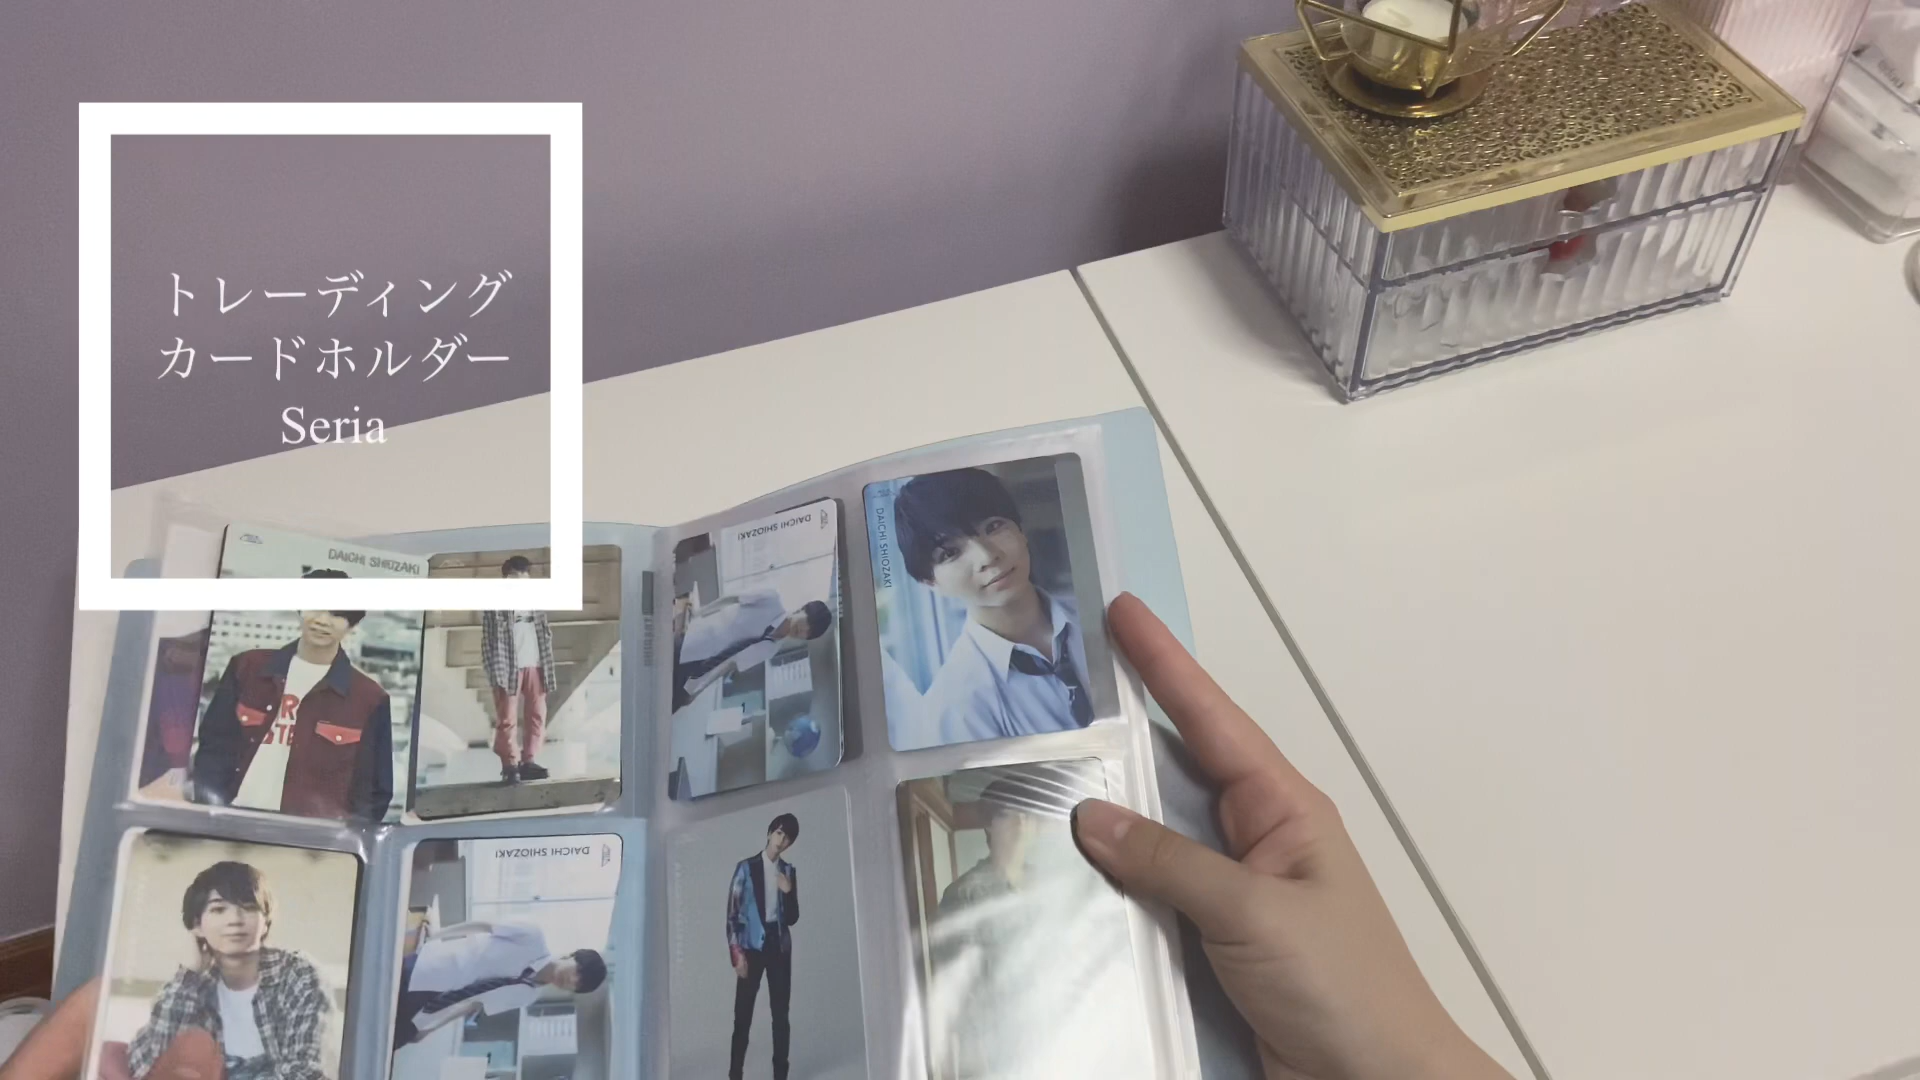 トレーディング
カードホルダー
Seria
DAICHI SHIOZAKI
DAICHI SHIOZAKI
DAICHI SHIOZAKI
DAICHI SHIOZAKI